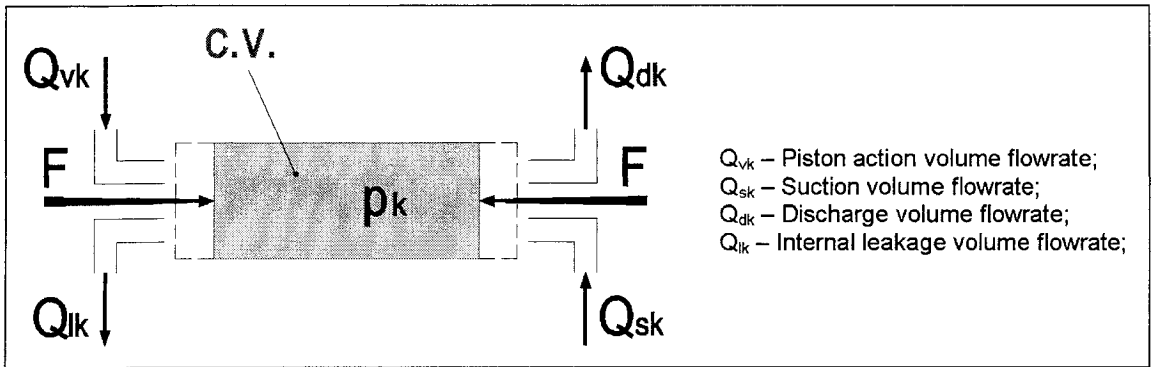 C.V.
Qvk
Qdk
F
pk
F
Qlk
Qsk
Qvk – Piston action volume flowrate;
Qsk – Suction volume flowrate;
Qdk – Discharge volume flowrate;
Qlk – Internal leakage volume flowrate;